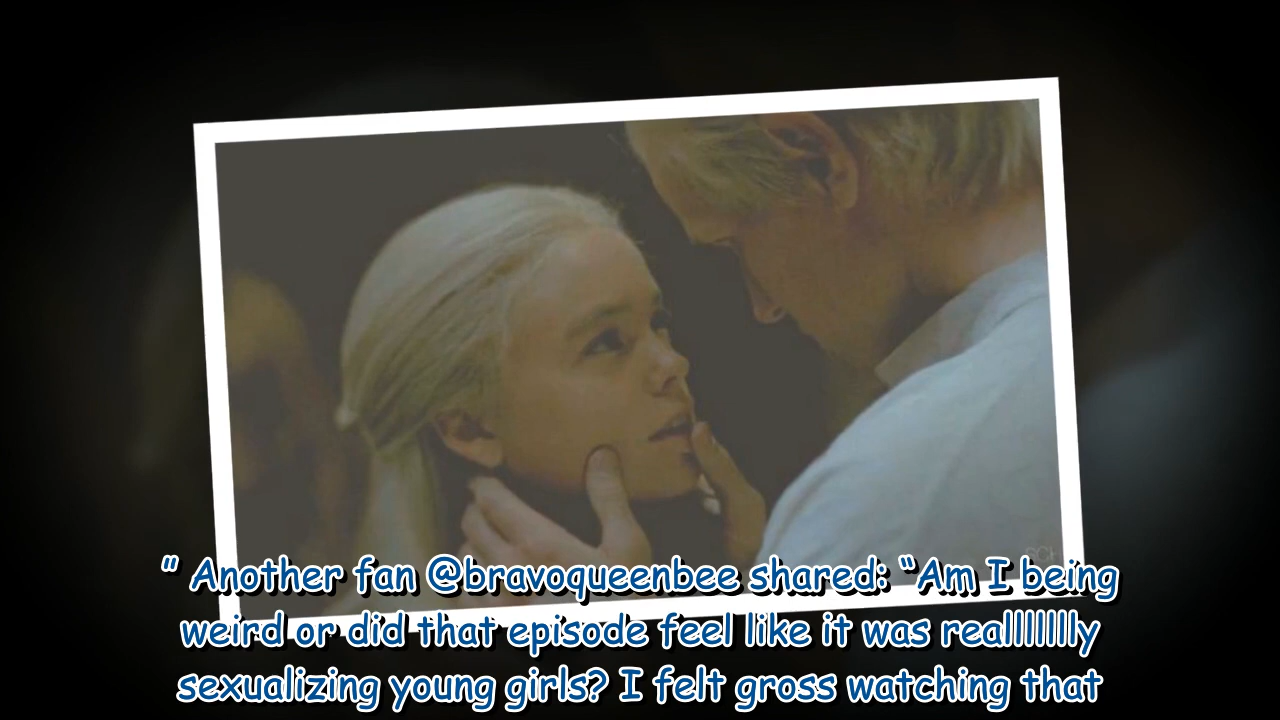 ” Another fan @bravoqueenbee shared: “Am I being
weird or did that episode feel like it was realllllllly
sexualizing young girls? I felt gross watching that